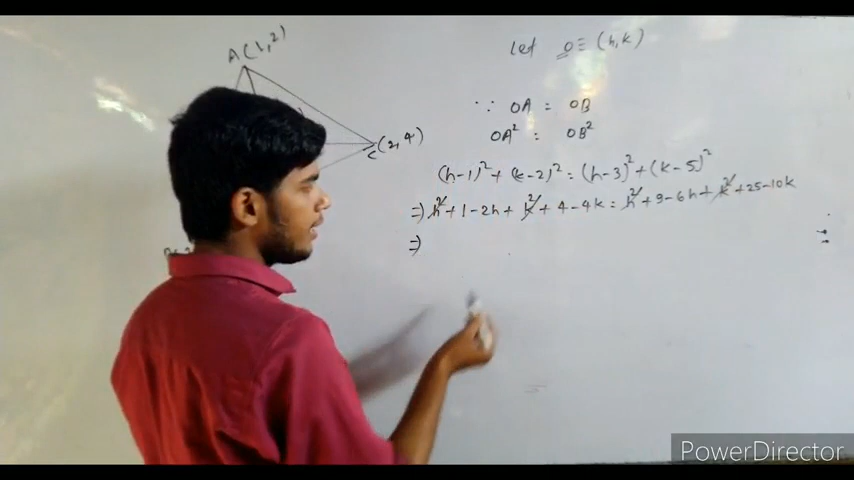 A(1,2)
C(2,4)
Let O ≡ (h,k)
∵ OA = OB
OA² = OB²
(h-1)² + (k-2)² = (h-3)² + (k-5)²
⇒) h² + 1 - 2h + k² + 4 - 4k = h² + 9 - 6h + k² + 25 - 10k
⇒)
PowerDirector